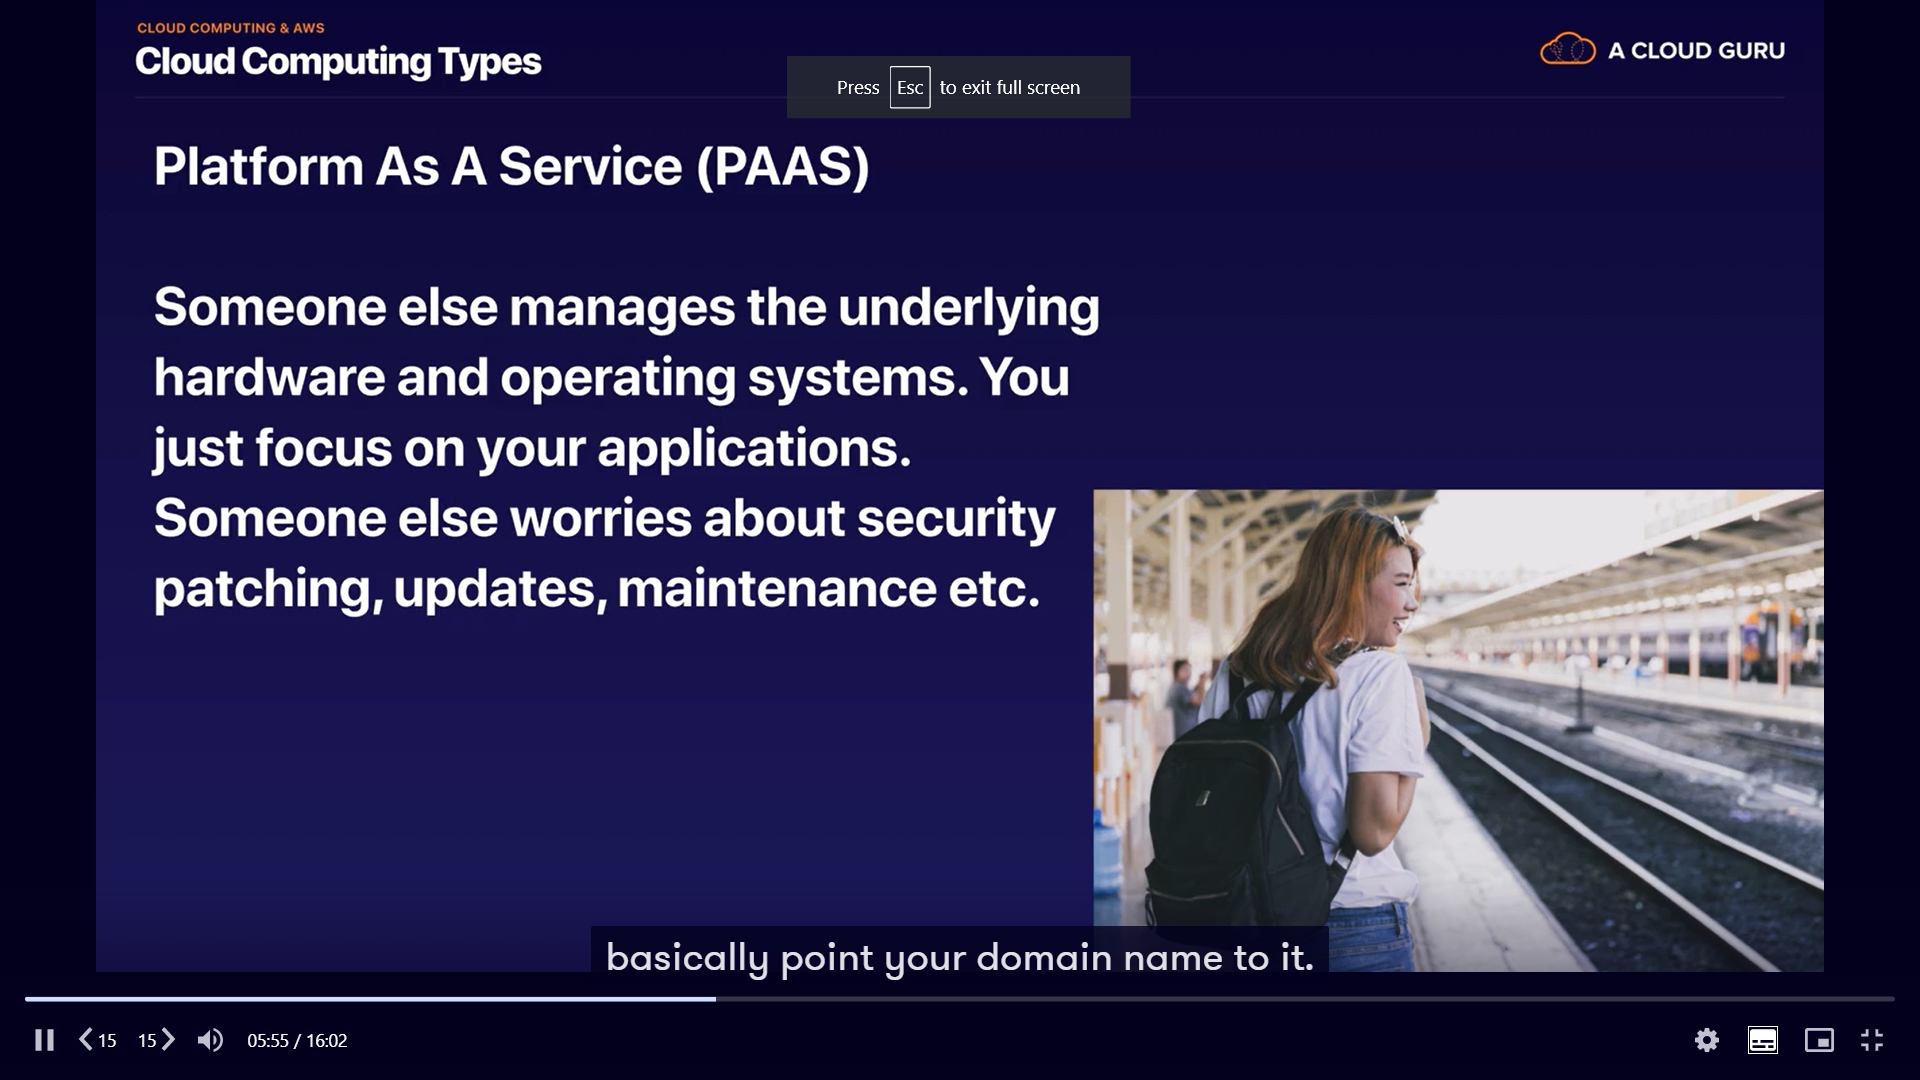 CLOUD COMPUTING & AWS
Cloud Computing Types
A CLOUD GURU
Press Esc to exit full screen
Platform As A Service (PAAS)
Someone else manages the underlying
hardware and operating systems. You
just focus on your applications.
Someone else worries about security
patching, updates, maintenance etc.
basically point your domain name to it.
15 15 05:55 / 16:02